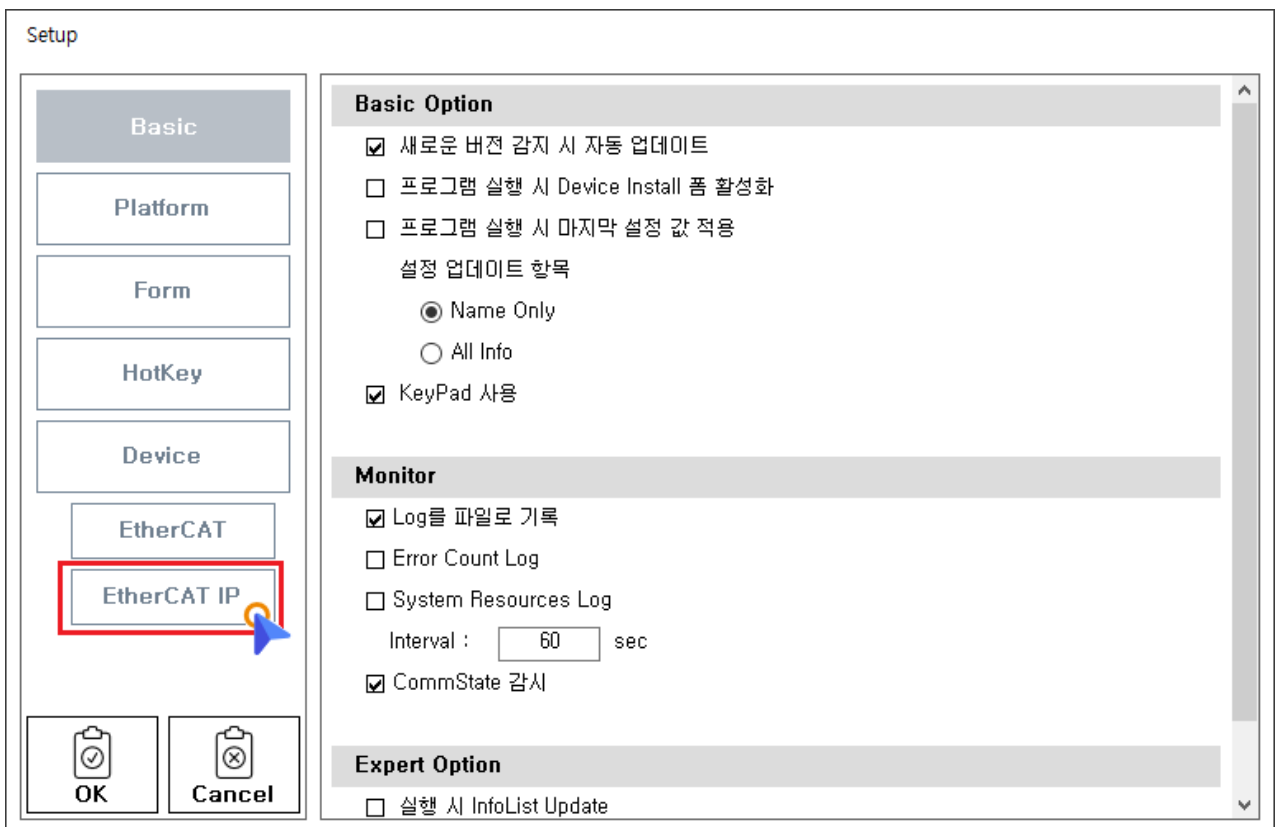 Setup
Basic
Platform
Form
HotKey
Device
EtherCAT
EtherCAT IP
OK
Cancel
Basic Option
새로운 버전 감지 시 자동 업데이트
프로그램 실행 시 Device Install 폼 활성화
프로그램 실행 시 마지막 설정 값 적용
설정 업데이트 항목
Name Only
All Info
KeyPad 사용
Monitor
Log를 파일로 기록
Error Count Log
System Resources Log
Interval : 60 sec
CommState 감시
Expert Option
실행 시 InfoList Update